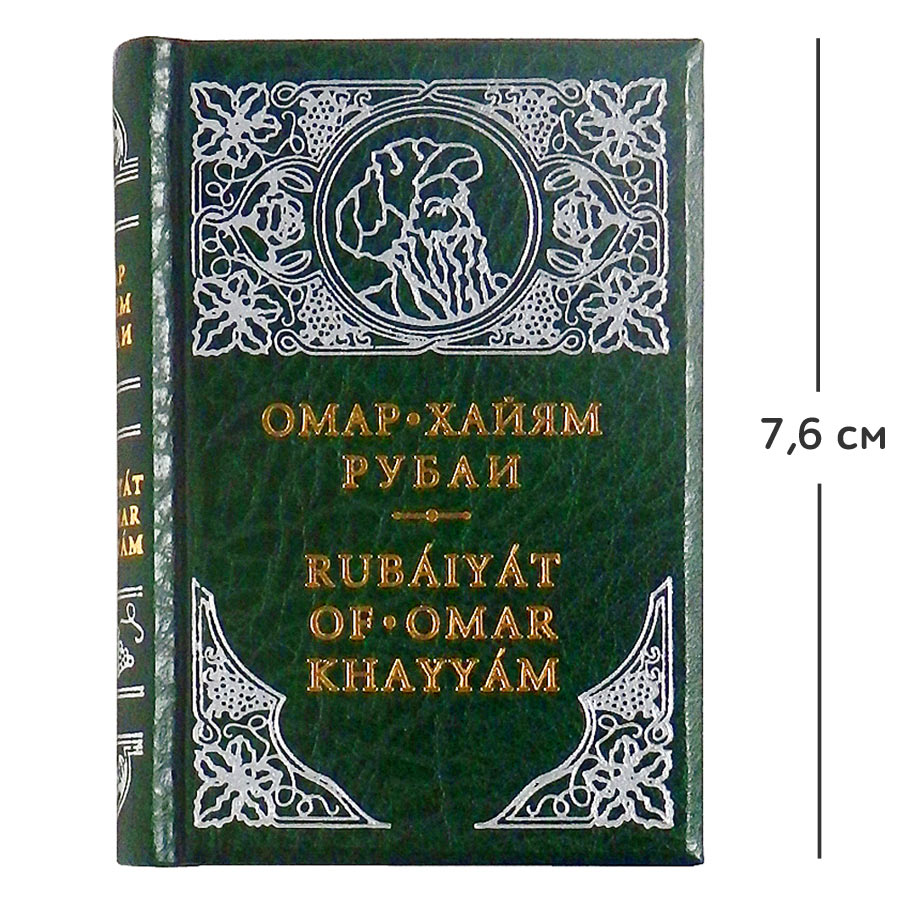 ОМАР•ХАЙЯМ
РУБАИ
RUBÁIYÁT
OF•OMAR
KHAYYÁM
7,6 см